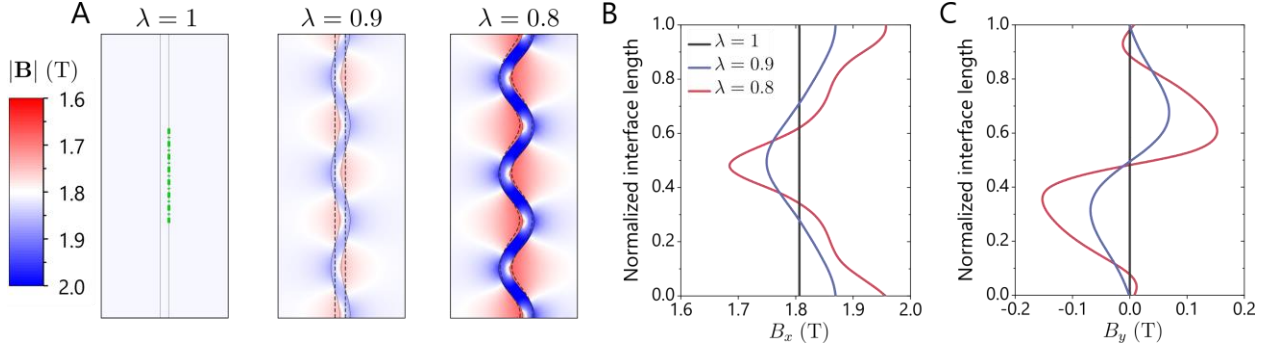 A
λ = 1
λ = 0.9
λ = 0.8
|B| (T)
1.6
1.7
1.8
1.9
2.0
B
Normalized interface length
1.0
0.8
0.6
0.4
0.2
0.0
λ = 1
λ = 0.9
λ = 0.8
1.6 1.7 1.8 1.9 2.0
Bx (T)
C
Normalized interface length
1.0
0.8
0.6
0.4
0.2
0.0
-0.2 -0.1 0.0 0.1 0.2
By (T)